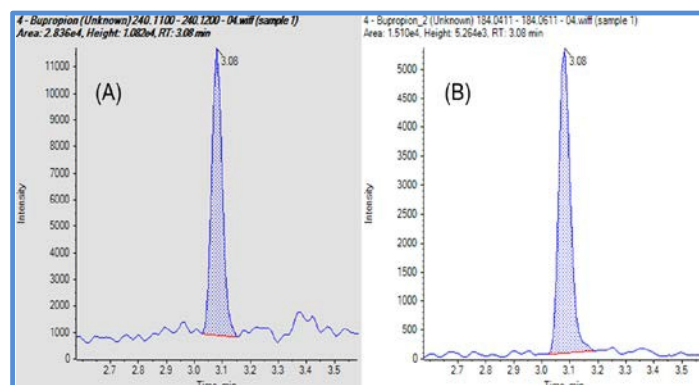 4 - Bupropion (Unknown) 240.1100 - 240.1200 - 04.wiff (sample 1)
Area: 2.836e4, Height: 1.082e4, RT: 3.08 min
3.08
(A)
11000
10000
9000
8000
7000
6000
5000
4000
3000
2000
1000
0
Intensity
2.7 2.8 2.9 3.0 3.1 3.2 3.3 3.4 3.5
Time, min
4 - Bupropion_2 (Unknown) 184.0411 - 184.0611 - 04.wiff (sample 1)
Area: 1.510e4, Height: 5.264e3, RT: 3.08 min
3.08
(B)
5000
4500
4000
3500
3000
2500
2000
1500
1000
500
0
Intensity
2.7 2.8 2.9 3.0 3.1 3.2 3.3 3.4 3.5
Time, min